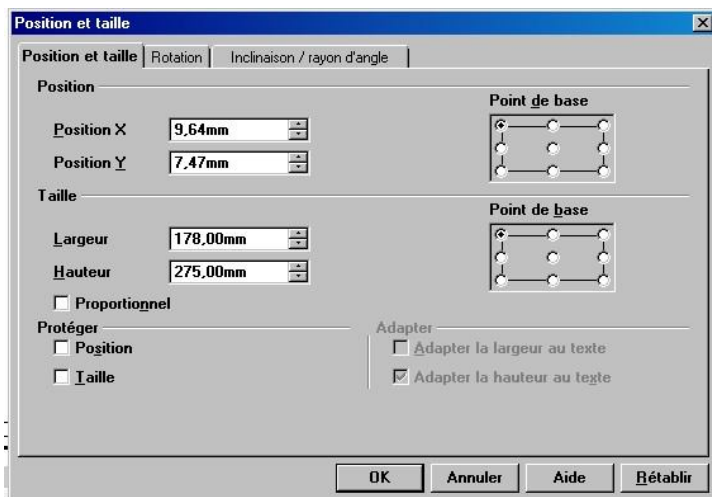 Position et taille
Position et taille Rotation Inclinaison / rayon d'angle
Position
Point de base
Position X 9,64mm
Position Y 7,47mm
Taille
Point de base
Largeur 178,00mm
Hauteur 275,00mm
Proportionnel
Protéger
Adapter
Position
Adapter la largeur au texte
Taille
Adapter la hauteur au texte
OK Annuler Aide Rétablir